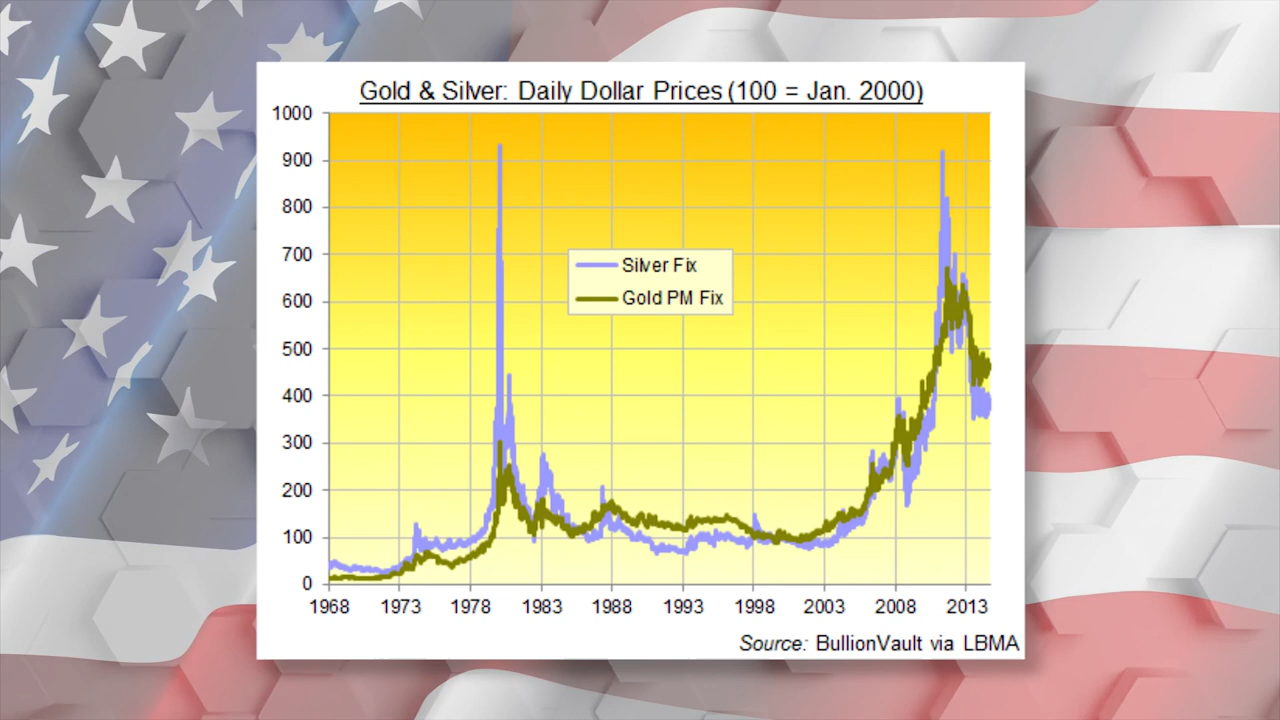 Gold & Silver: Daily Dollar Prices (100 = Jan. 2000)
1000
900
800
700
600
500
400
300
200
100
0
Silver Fix
Gold PM Fix
1968 1973 1978 1983 1988 1993 1998 2003 2008 2013
Source: BullionVault via LBMA